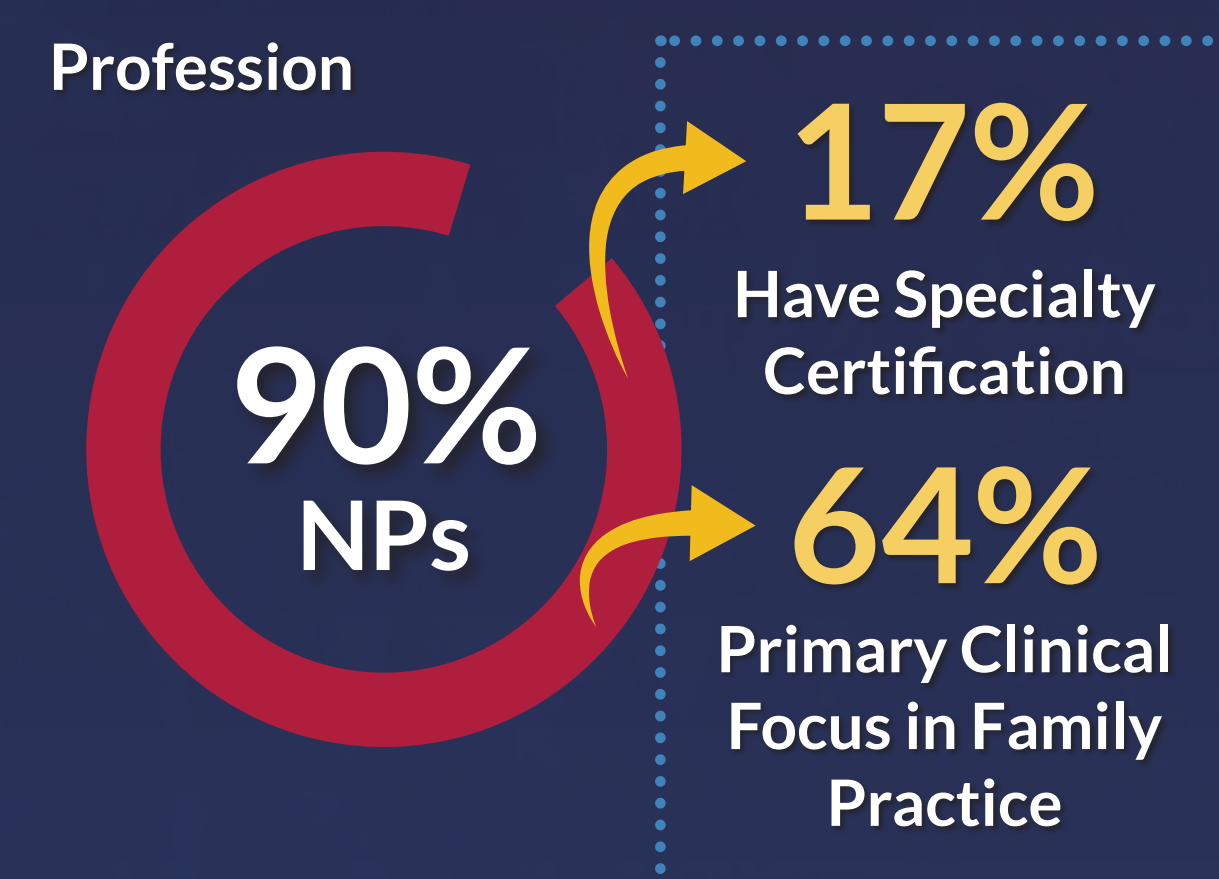 Profession
90%
NPs
17%
Have Specialty
Certification
64%
Primary Clinical
Focus in Family
Practice